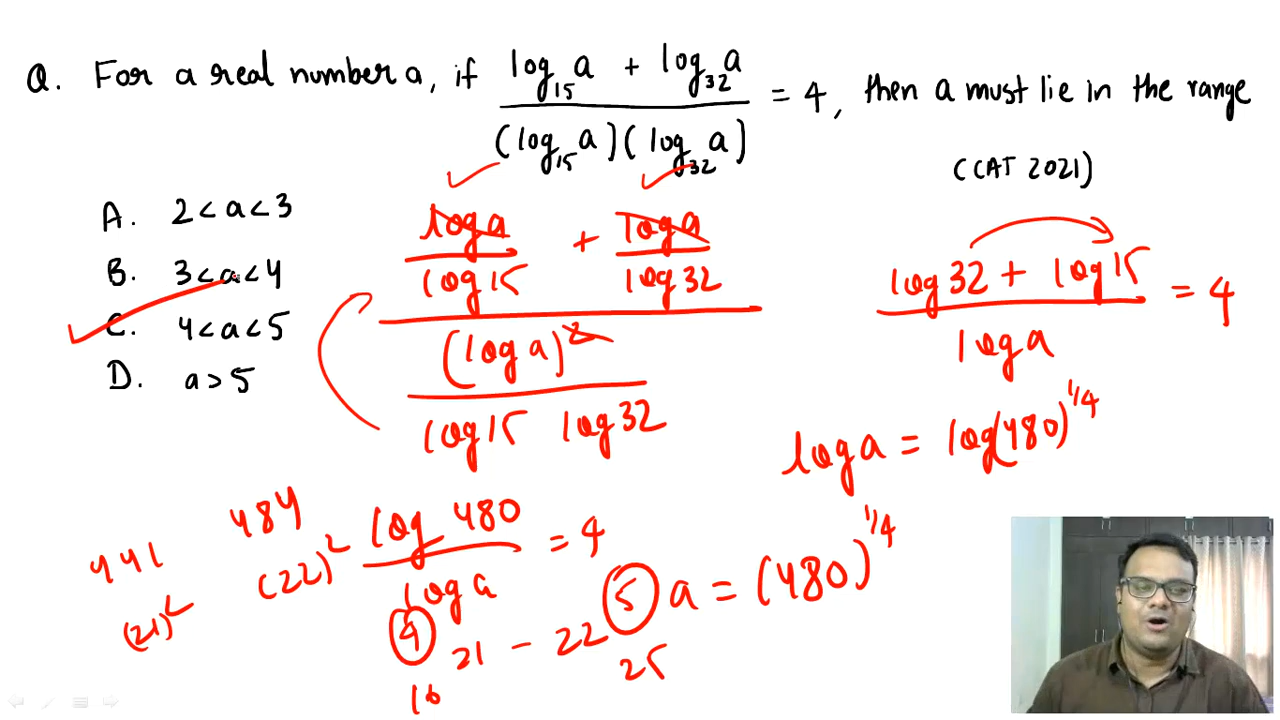 Q. For a real number a, if (log₁₅a + log₃₂a) / ((log₁₅a)(log₃₂a)) = 4, then a must lie in the range
(CAT 2021)
A. 2 < a < 3
B. 3 < a < 4
C. 4 < a < 5
D. a > 5
log a / log 15 + log a / log 32
(log a)² / log 15 log 32
log 32 + log 15 / log a = 4
log a = log(480)^1/4
log 480 / log a = 4
a = (480)^1/4
484
(22)²
441
(21)²
4
21 - 22
5
16
25